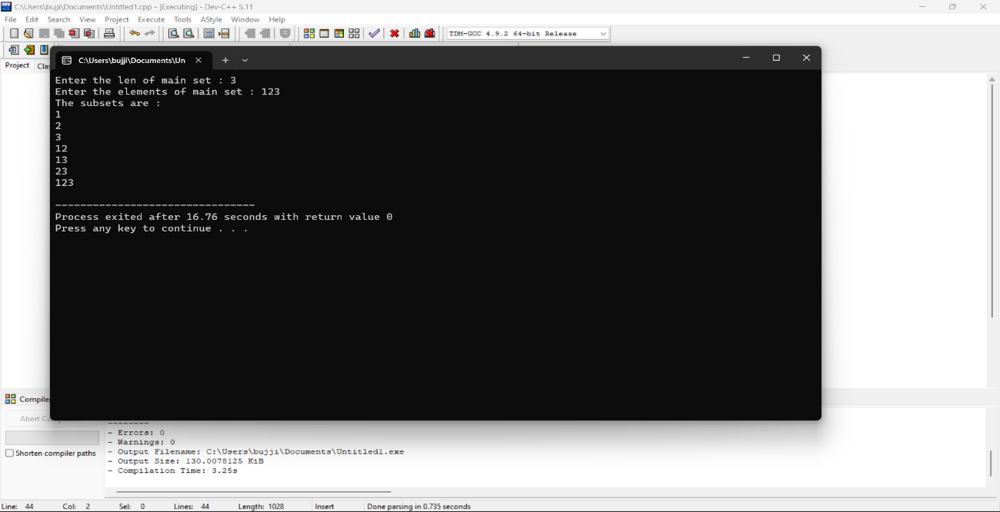 C:\Users\bujji\Documents\Untitled1.cpp - [Executing] - Dev-C++ 5.11
File Edit Search View Project Execute Tools AStyle Window Help
TDM-GCC 4.9.2 64-bit Release
Project
C:\Users\bujji\Documents\Un
Enter the len of main set : 3
Enter the elements of main set : 123
The subsets are :
1
2
3
12
13
23
123
--------------------------------
Process exited after 16.76 seconds with return value 0
Press any key to continue . . .
Abort
--------
- Errors: 0
- Warnings: 0
- Output Filename: C:\Users\bujji\Documents\Untitled1.exe
- Output Size: 130.0078125 KiB
- Compilation Time: 3.25s
Shorten compiler paths
Line: 44 Col: 2 Sel: 0 Lines: 44 Length: 1028 Insert Done parsing in 0.735 seconds